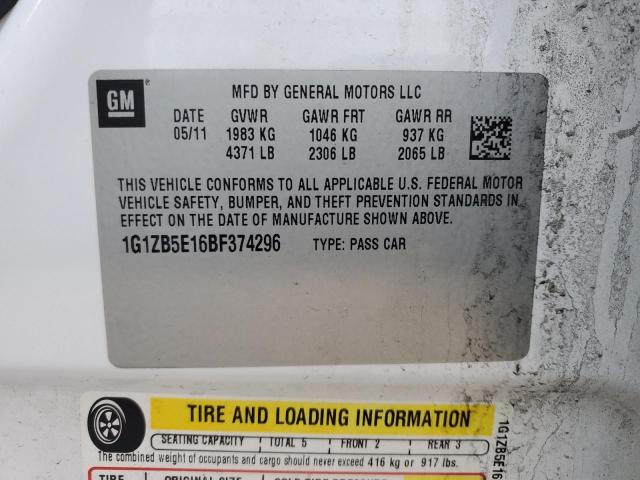 GM
MFD BY GENERAL MOTORS LLC
DATE GVWR GAWR FRT GAWR RR
05/11 1983 KG 1046 KG 937 KG
4371 LB 2306 LB 2065 LB
THIS VEHICLE CONFORMS TO ALL APPLICABLE U.S. FEDERAL MOTOR
VEHICLE SAFETY, BUMPER, AND THEFT PREVENTION STANDARDS IN
EFFECT ON THE DATE OF MANUFACTURE SHOWN ABOVE.
1G1ZB5E16BF374296 TYPE: PASS CAR
TIRE AND LOADING INFORMATION
SEATING CAPACITY TOTAL 5 FRONT 2 REAR 3
The combined weight of occupants and cargo should never exceed 416 kg or 917 lbs.
TIRE ORIGINAL SIZE
1G1ZB5E16